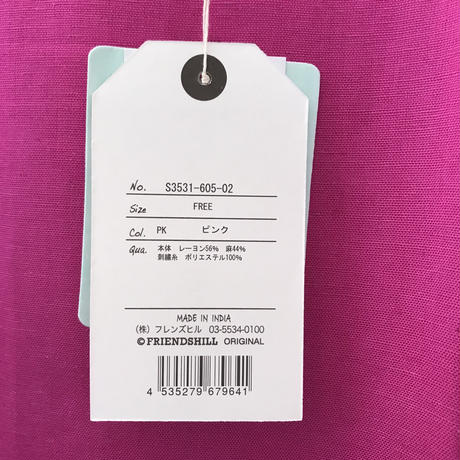 No. S3531-605-02
Size FREE
Col. PK ピンク
Qua. 本体 レーヨン56% 麻44%
刺繍糸 ポリエステル100%
MADE IN INDIA
(株) フレンズヒル 03-5534-0100
©FRIENDSHILL ORIGINAL
4 535279 679641